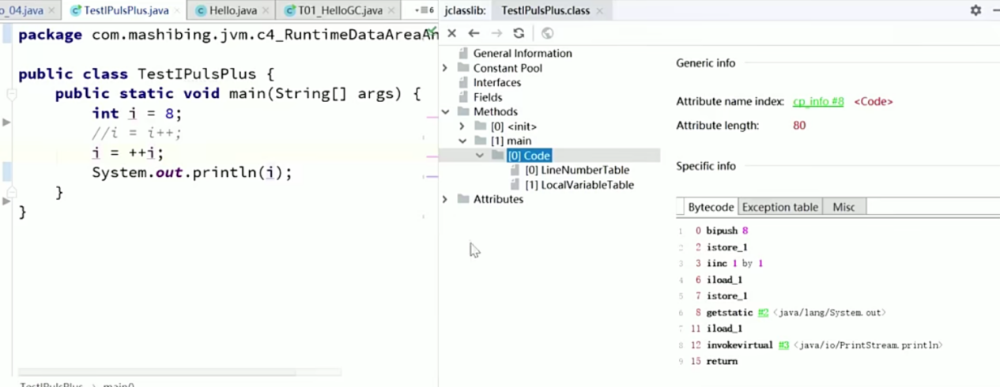 o_04.java
TestIPulsPlus.java
Hello.java
T01_HelloGC.java
6
package com.mashibing.jvm.c4_RuntimeDataAreaAn
public class TestIPulsPlus {
public static void main(String[] args) {
int i = 8;
//i = i++;
i = ++i;
System.out.println(i);
}
}
TestIPulsPlus > main()
jclasslib:
TestIPulsPlus.class
General Information
Constant Pool
Interfaces
Fields
Methods
[0] <init>
[1] main
[0] Code
[0] LineNumberTable
[1] LocalVariableTable
Attributes
Generic info
Attribute name index: cp_info #8 <Code>
Attribute length: 80
Specific info
Bytecode Exception table Misc
1 0 bipush 8
2 2 istore_1
3 3 iinc 1 by 1
4 6 iload_1
5 7 istore_1
6 8 getstatic #2 <java/lang/System.out>
7 11 iload_1
8 12 invokevirtual #3 <java/io/PrintStream.println>
9 15 return